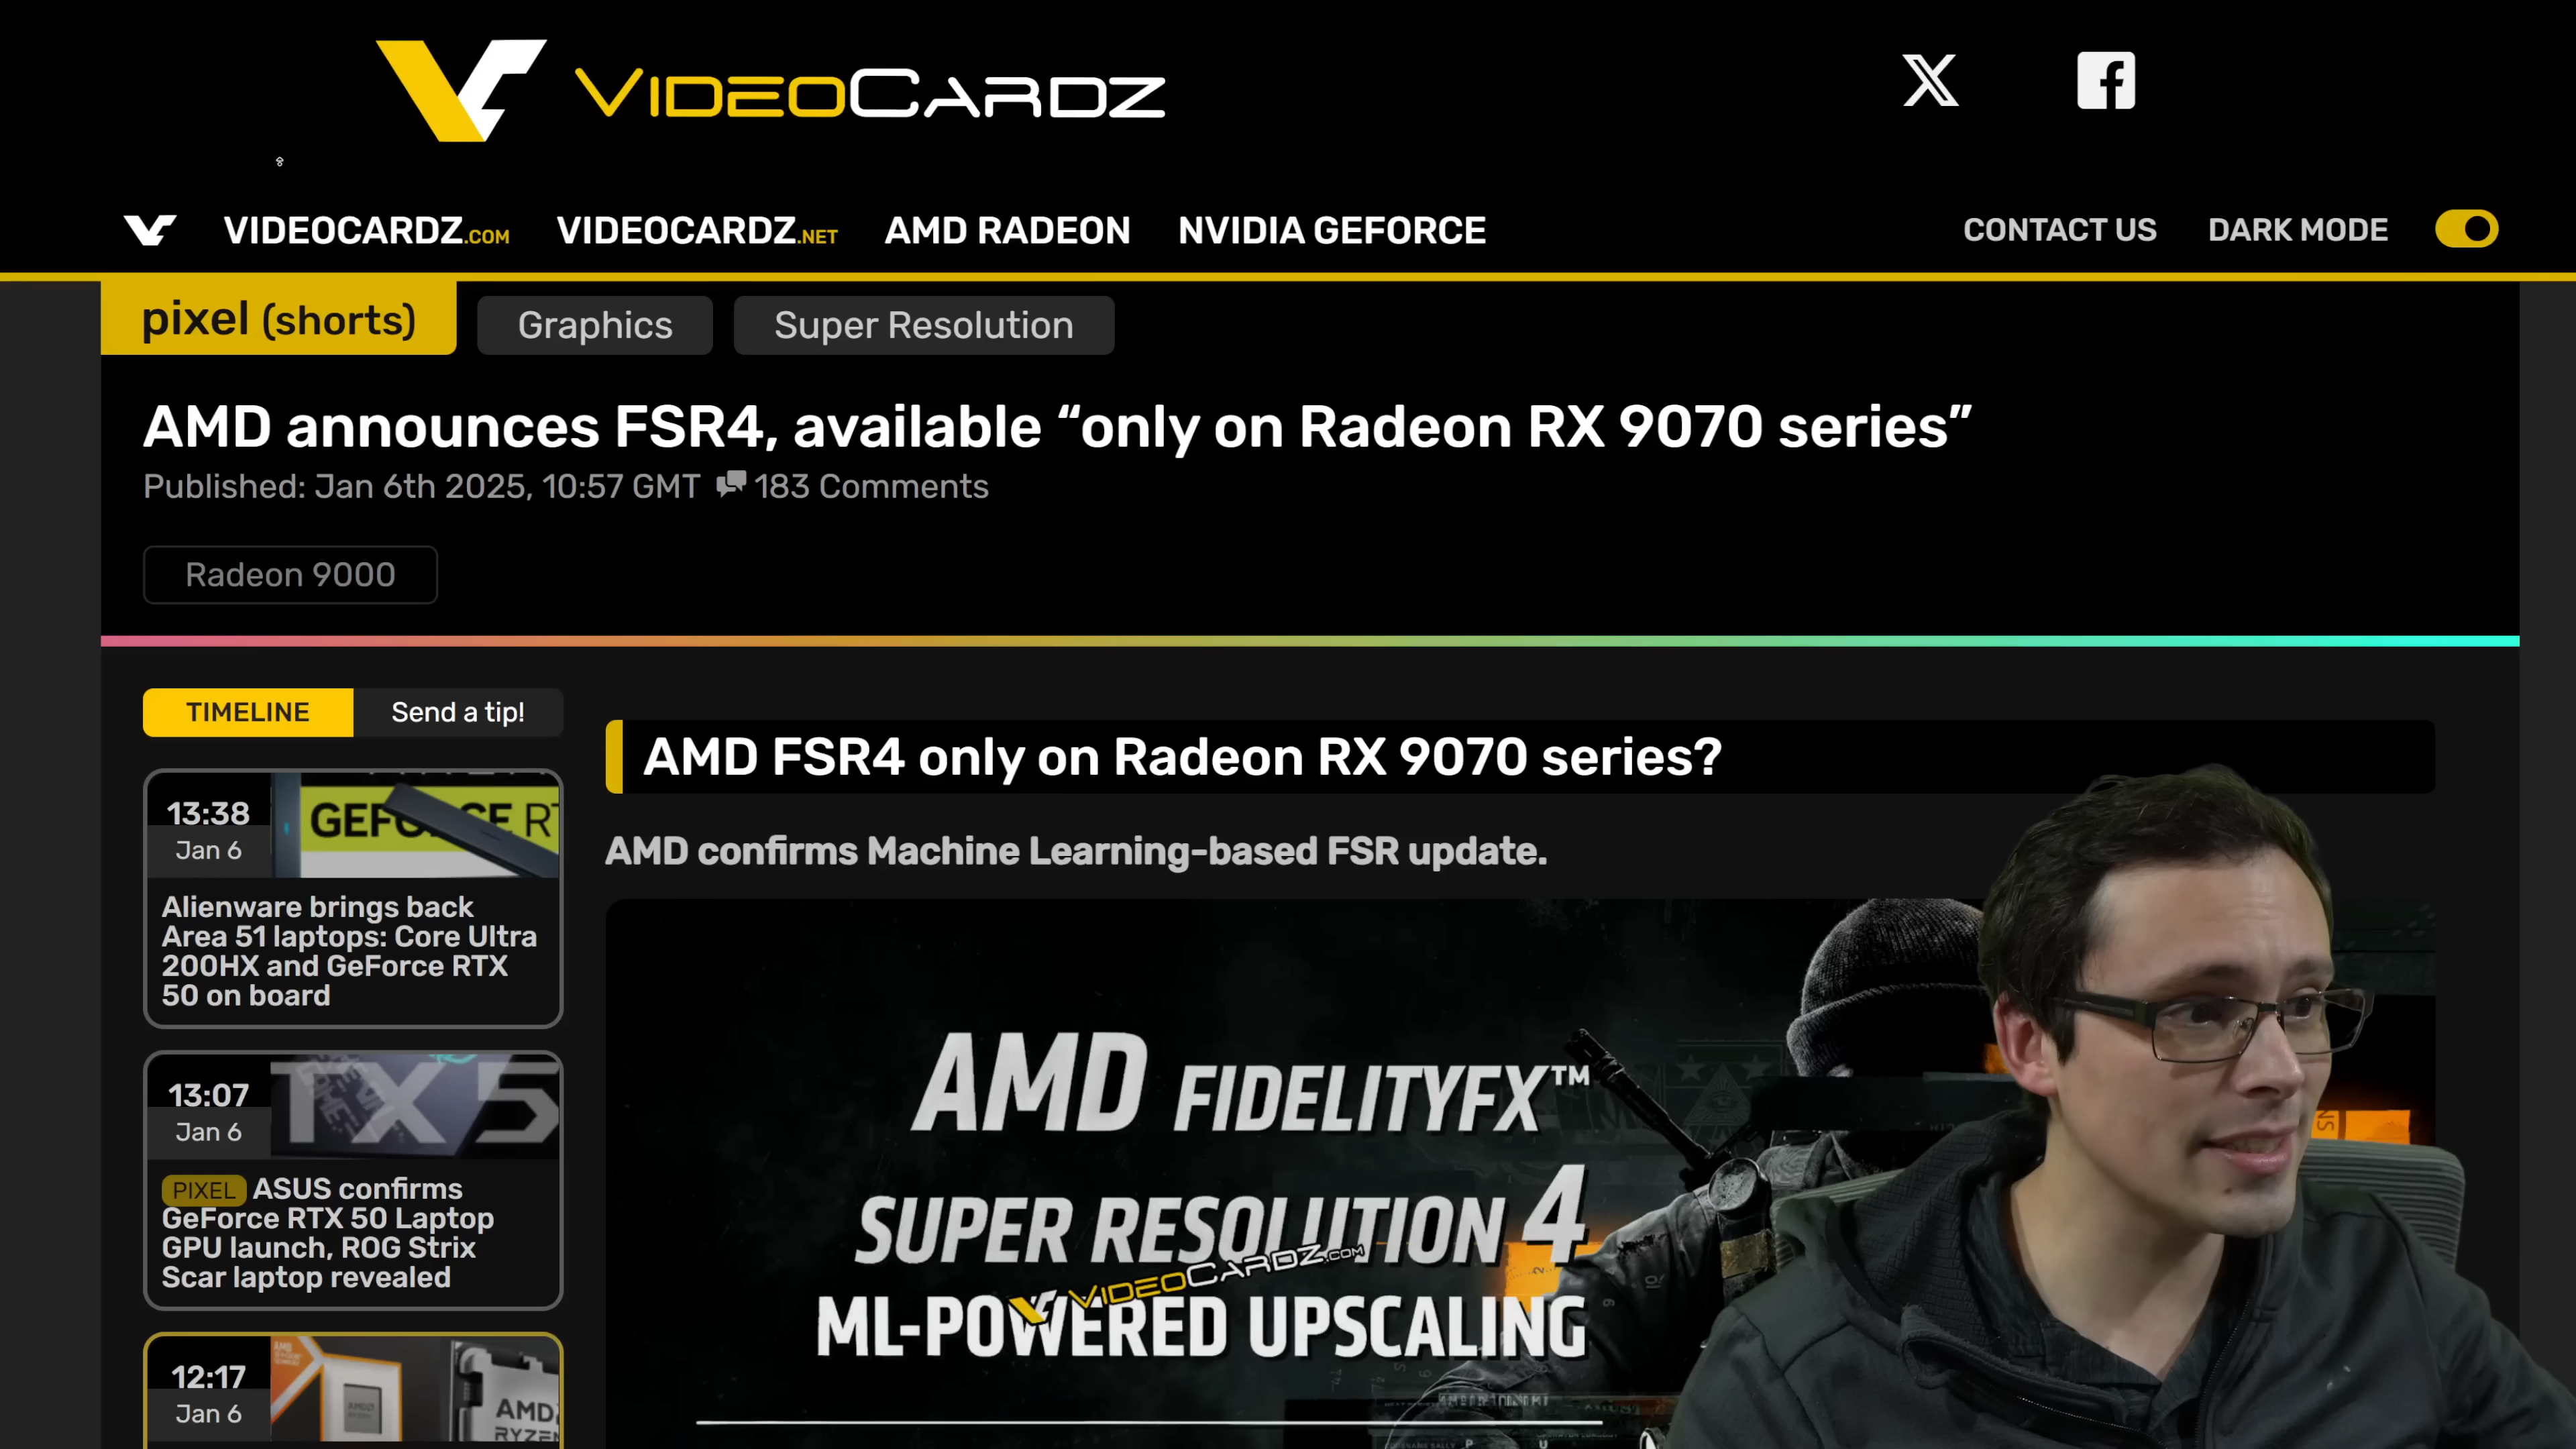 VIDEOCARDZ
VIDEOCARDZ.COM VIDEOCARDZ.NET AMD RADEON NVIDIA GEFORCE CONTACT US DARK MODE
pixel (shorts) Graphics Super Resolution
AMD announces FSR4, available “only on Radeon RX 9070 series”
Published: Jan 6th 2025, 10:57 GMT 183 Comments
Radeon 9000
TIMELINE Send a tip!
13:38
Jan 6
Alienware brings back
Area 51 laptops: Core Ultra
200HX and GeForce RTX
50 on board
13:07
Jan 6
TX 5
PIXEL ASUS confirms
GeForce RTX 50 Laptop
GPU launch, ROG Strix
Scar laptop revealed
12:17
Jan 6
AMD
RYZEN
AMD FSR4 only on Radeon RX 9070 series?
AMD confirms Machine Learning-based FSR update.
AMD FIDELITYFX™
SUPER RESOLUTION 4
VIDEOCARDZ.COM
ML-POWERED UPSCALING